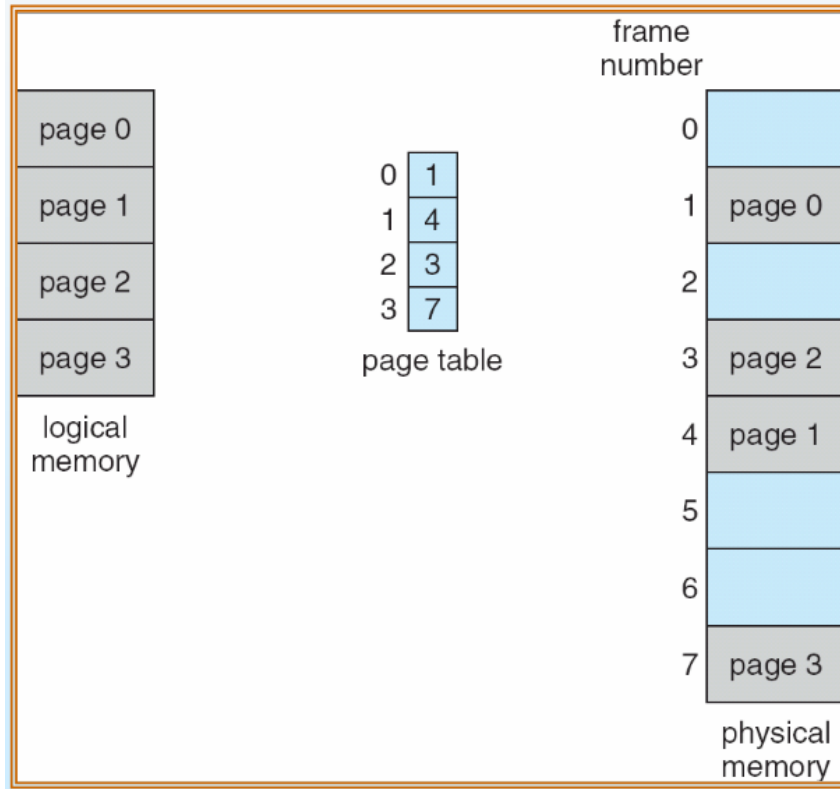 page 0
page 1
page 2
page 3
logical
memory
0 1
1 4
2 3
3 7
page table
frame
number
0
1 page 0
2
3 page 2
4 page 1
5
6
7 page 3
physical
memory